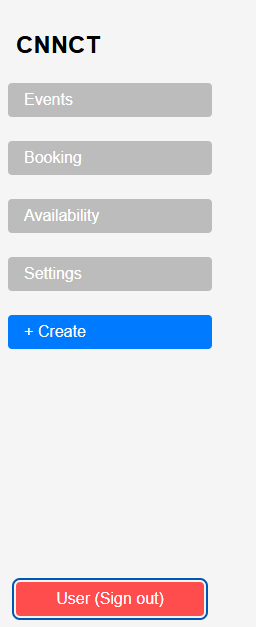 CNNCT
Events
Booking
Availability
Settings
+ Create
User (Sign out)